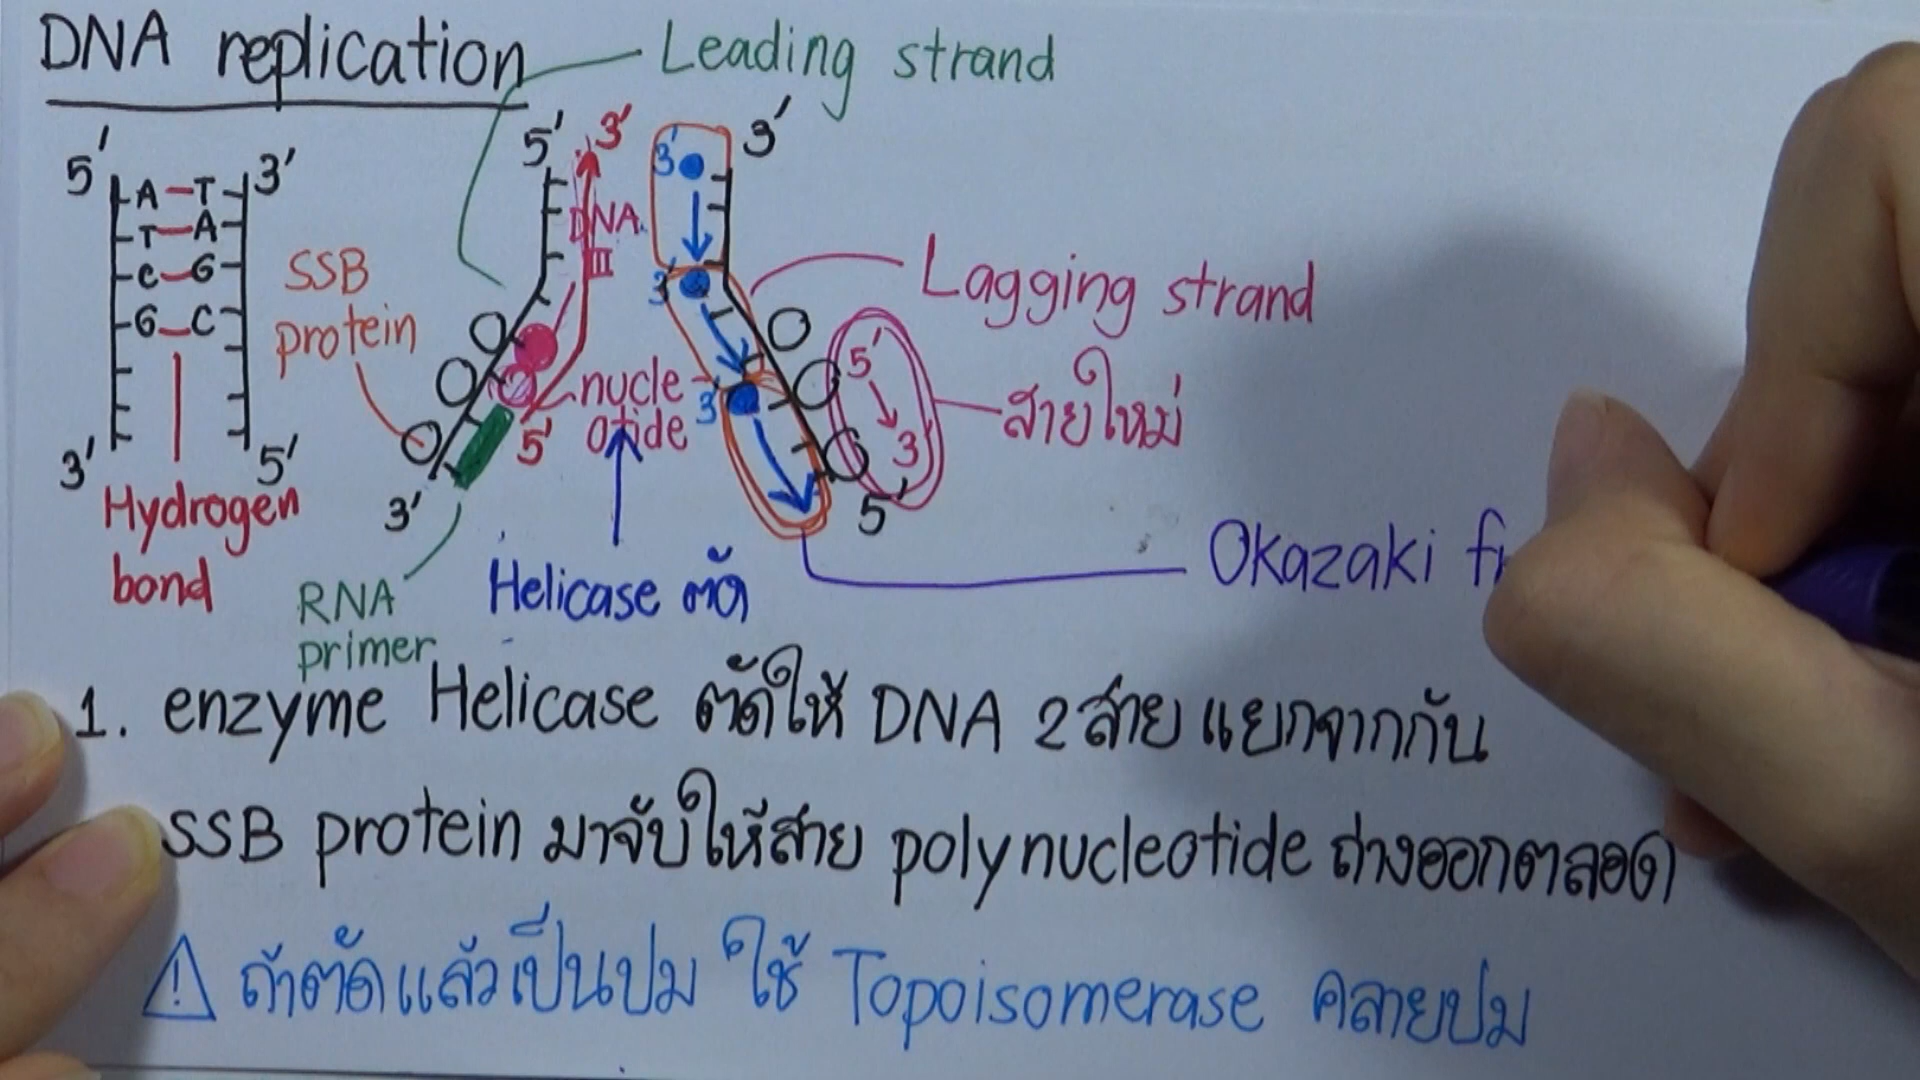 DNA replication
Leading strand
5' 3'
A-T
T-A
C-G
G-C
3' 5'
Hydrogen
bond
SSB
protein
5' 3'
DNA
III
nucle-
otide
5'
3'
RNA
primer
Helicase ตัด
3' 3'
3'
3'
5'
Lagging strand
5'
3'
สายใหม่
Okazaki
1. enzyme Helicase ตัดให้ DNA 2 สาย แยกจากกัน
SSB protein มาจับให้สาย polynucleotide ถ่างออกตลอด
! ถ้าตัดแล้วเป็นปม ใช้ Topoisomerase คลายปม